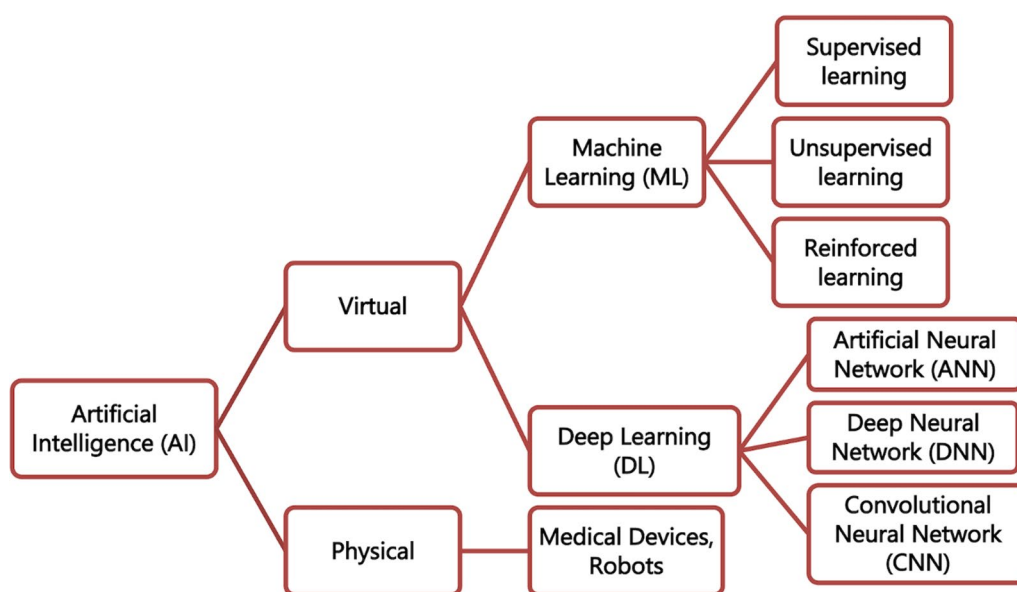 Artificial
Intelligence (AI)
Virtual
Machine
Learning (ML)
Supervised
learning
Unsupervised
learning
Reinforced
learning
Deep Learning
(DL)
Artificial Neural
Network (ANN)
Deep Neural
Network (DNN)
Convolutional
Neural Network
(CNN)
Physical
Medical Devices,
Robots